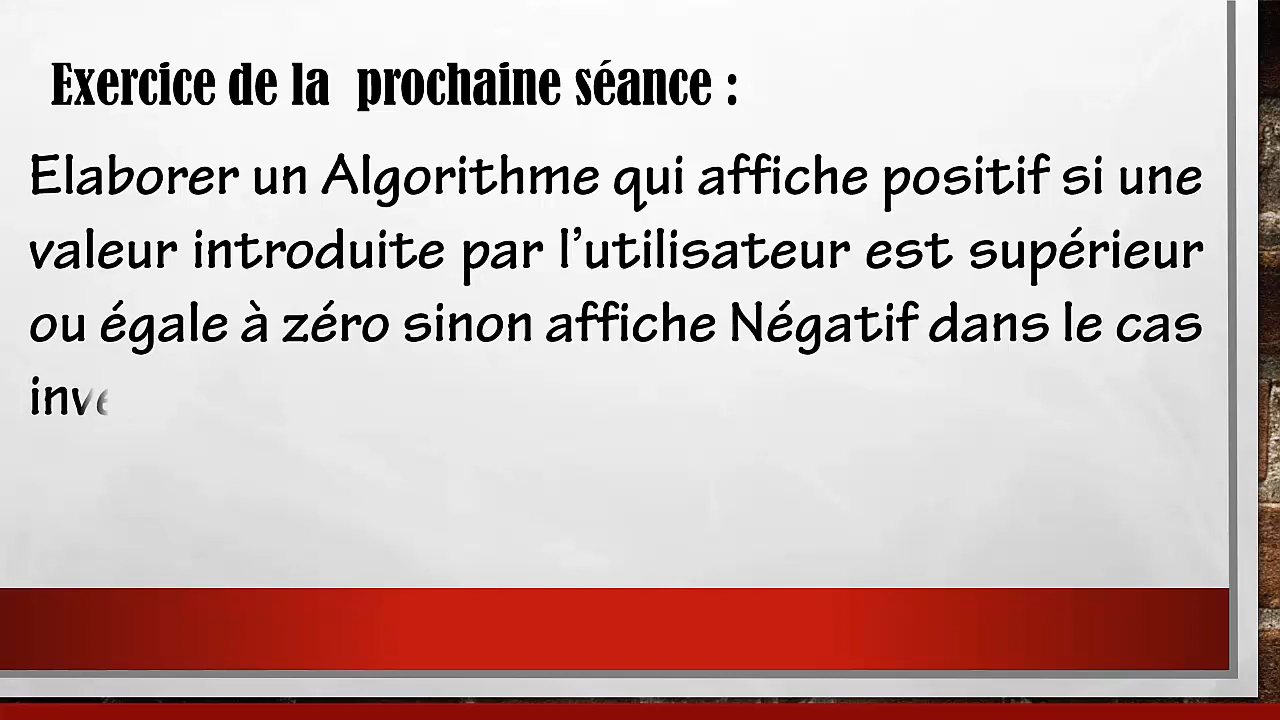 Exercice de la prochaine séance :
Elaborer un Algorithme qui affiche positif si une
valeur introduite par l'utilisateur est supérieur
ou égale à zéro sinon affiche Négatif dans le cas